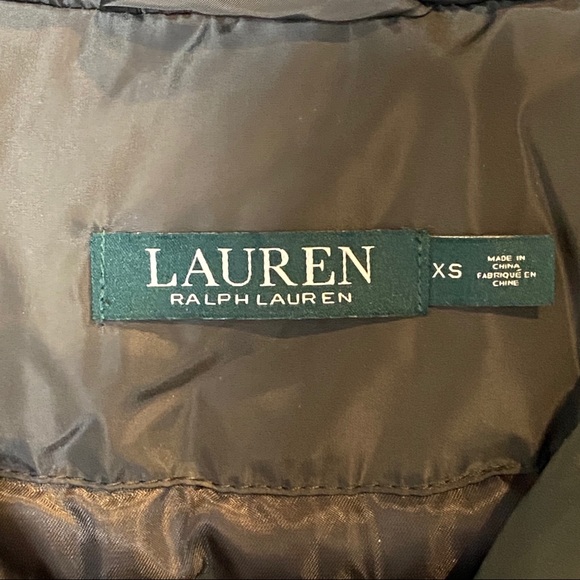 LAUREN
RALPH LAUREN
XS
MADE IN
CHINA
FABRIQUÉ EN
CHINE